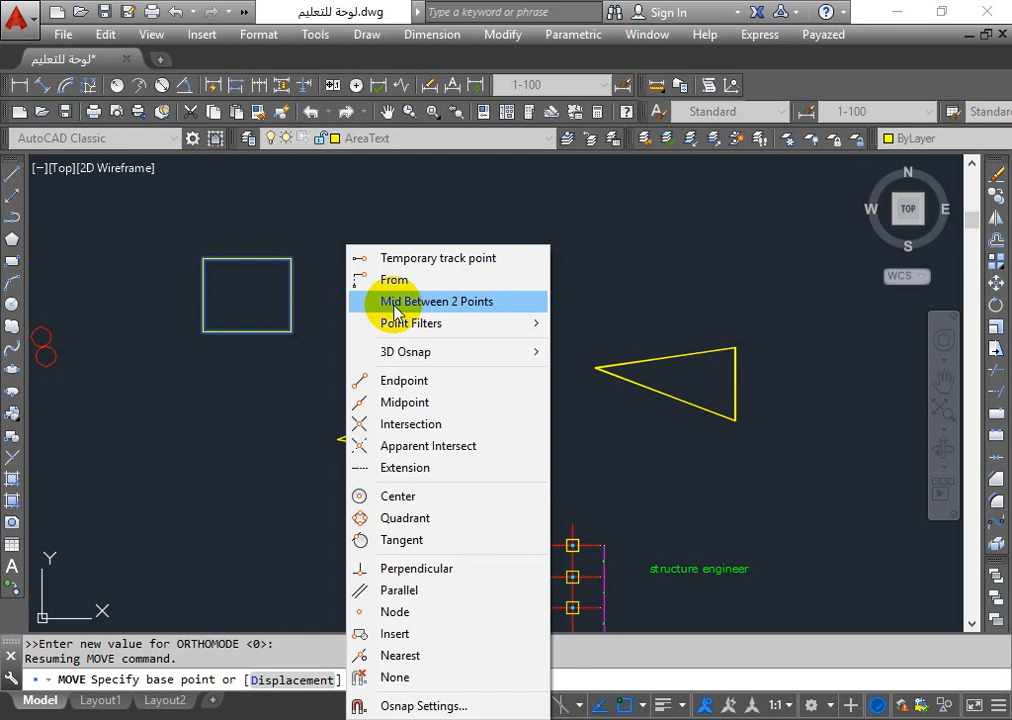 لوحة للتعليم.dwg
Type a keyword or phrase
Sign In
File Edit View Insert Format Tools Draw Dimension Modify Parametric Window Help Express Payazed
لوحة للتعليم*
1-100
Standard
1-100
Standard
AutoCAD Classic
AreaText
ByLayer
[−][Top][2D Wireframe]
N
W TOP E
S
WCS
Temporary track point
From
Mid Between 2 Points
Point Filters
3D Osnap
Endpoint
Midpoint
Intersection
Apparent Intersect
Extension
Center
Quadrant
Tangent
Perpendicular
Parallel
Node
Insert
Nearest
None
Osnap Settings...
structure engineer
Y
X
>>Enter new value for ORTHOMODE <0>:
Resuming MOVE command.
MOVE Specify base point or [Displacement]
Model Layout1 Layout2
1:1